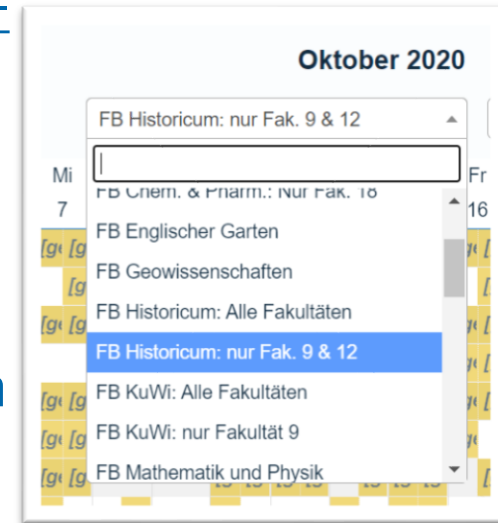 Oktober 2020
FB Historicum: nur Fak. 9 & 12
Mi
Fr
7
16
FB Chem. & Pharm.: Nur Fak. 18
FB Englischer Garten
FB Geowissenschaften
FB Historicum: Alle Fakultäten
FB Historicum: nur Fak. 9 & 12
FB KuWi: Alle Fakultäten
FB KuWi: nur Fakultät 9
FB Mathematik und Physik